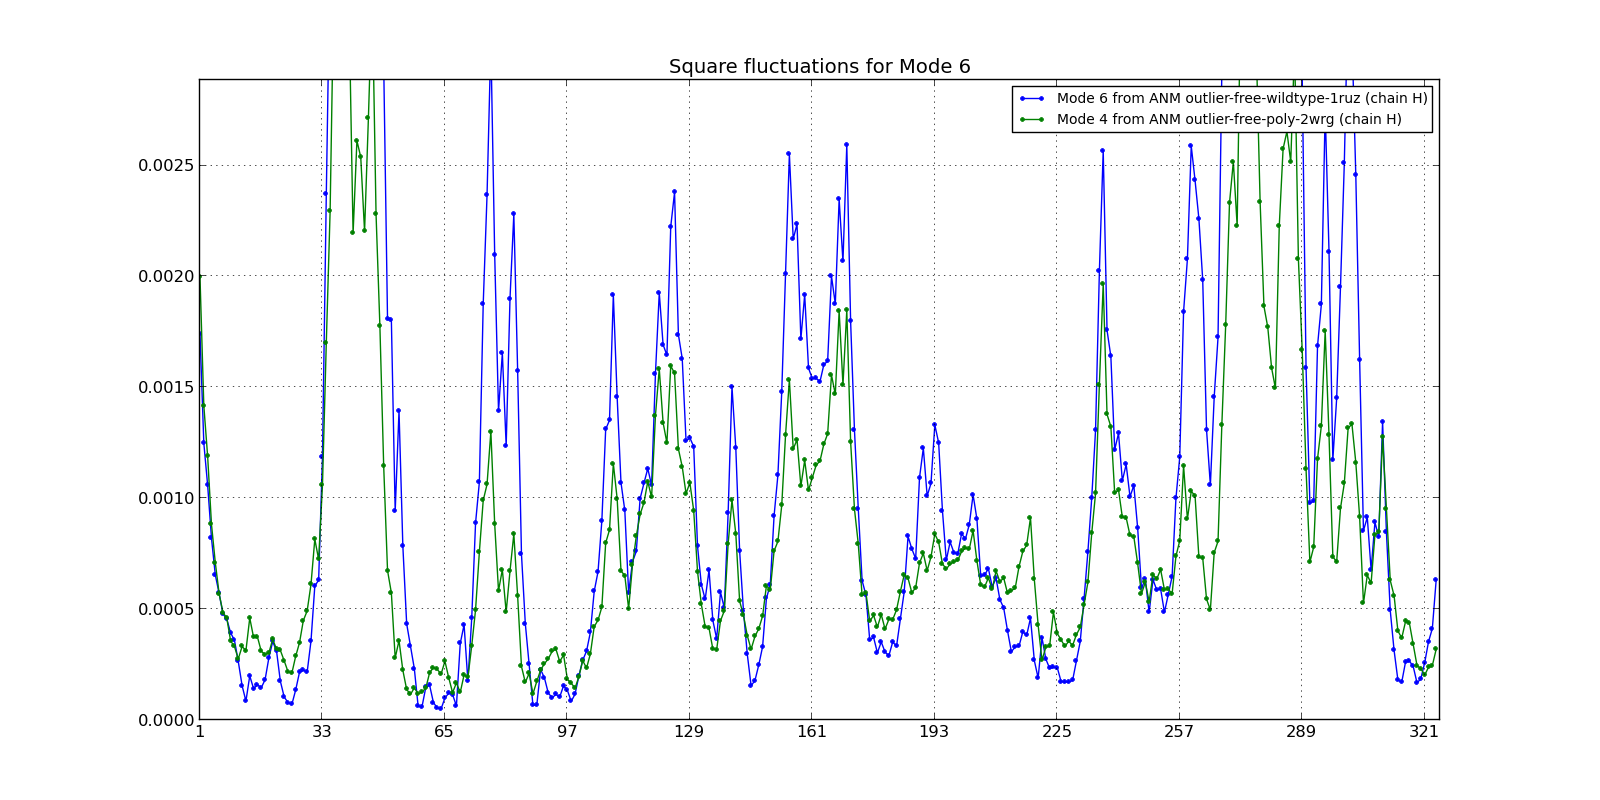 Square fluctuations for Mode 6
Mode 6 from ANM outlier-free-wildtype-1ruz (chain H)
Mode 4 from ANM outlier-free-poly-2wrg (chain H)
0.0025
0.0020
0.0015
0.0010
0.0005
0.0000
1 33 65 97 129 161 193 225 257 289 321